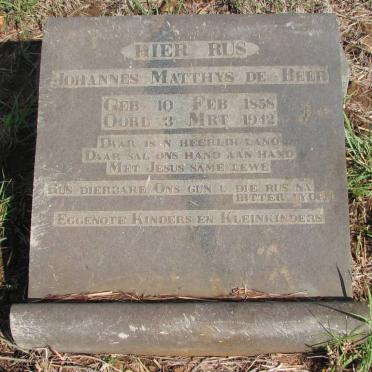 HIER RUS
JOHANNES MATTHYS DE BEER
GEB 10 FEB 1858
OORL 3 MRT 1942
DAAR IS N HEERLIK LAND
DAAR SAL ONS HAND AAN HAND
MET JESUS SAME LEWE
RUS DIERBARE ONS GUN U DIE RUS NA
BITTER
EGGENOTE KINDERS EN KLEINKINDERS